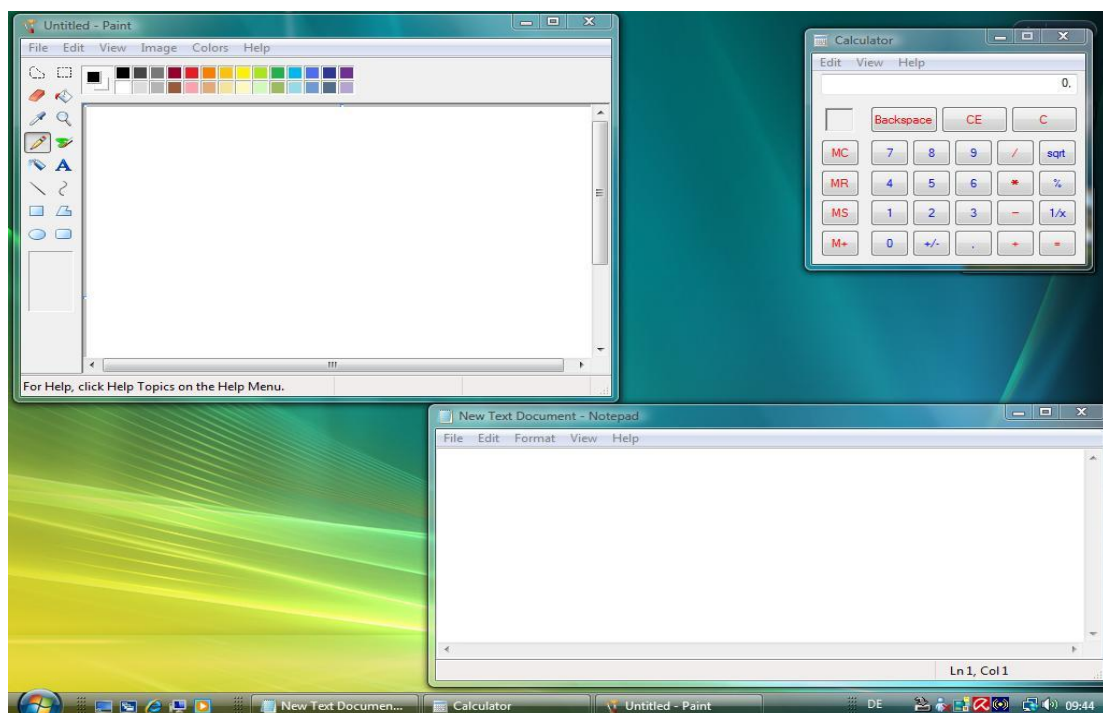 Untitled - Paint
File Edit View Image Colors Help
For Help, click Help Topics on the Help Menu.
Calculator
Edit View Help
0.
Backspace CE C
MC 7 8 9 / sqrt
MR 4 5 6 * %
MS 1 2 3 - 1/x
M+ 0 +/- . + =
New Text Document - Notepad
File Edit Format View Help
Ln 1, Col 1
New Text Documen... Calculator Untitled - Paint DE 09:44